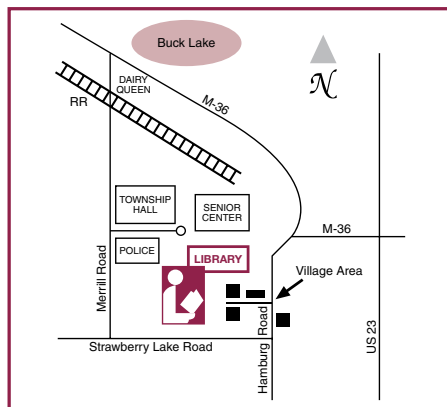 Buck Lake
DAIRY
QUEEN
RR
M-36
N
TOWNSHIP
HALL
SENIOR
CENTER
M-36
POLICE
LIBRARY
Village Area
Merrill Road
Hamburg Road
US 23
Strawberry Lake Road